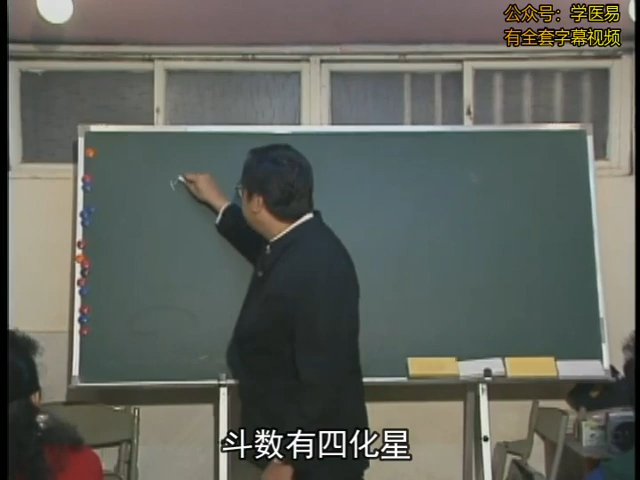 公众号：学医易
有全套字幕视频
斗数有四化星